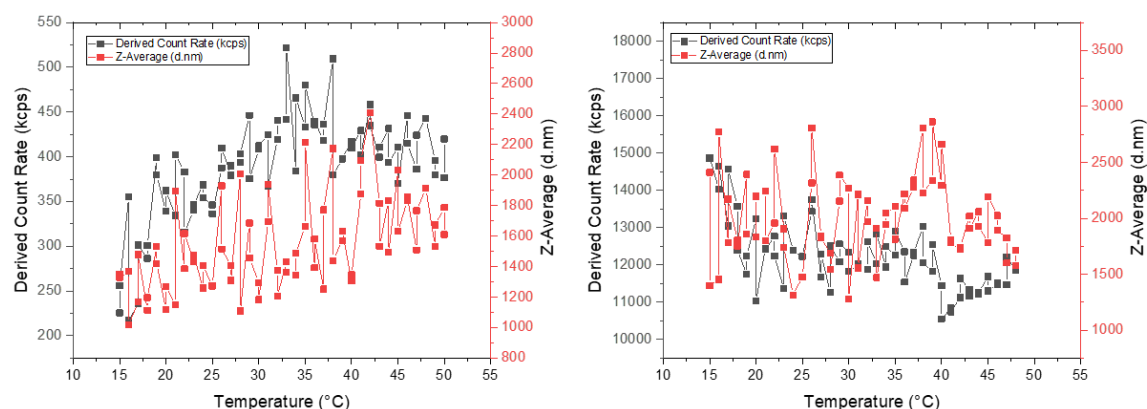 Derived Count Rate (kcps)
550
500
450
400
350
300
250
200
Derived Count Rate (kcps)
Z-Average (d.nm)
3000
2800
2600
2400
2200
2000
1800
1600
1400
1200
1000
800
Z-Average (d.nm)
10 15 20 25 30 35 40 45 50 55
Temperature (°C)
Derived Count Rate (kcps)
18000
17000
16000
15000
14000
13000
12000
11000
10000
Derived Count Rate (kcps)
Z-Average (d.nm)
3500
3000
2500
2000
1500
1000
Z-Average (d.nm)
10 15 20 25 30 35 40 45 50 55
Temperature (°C)